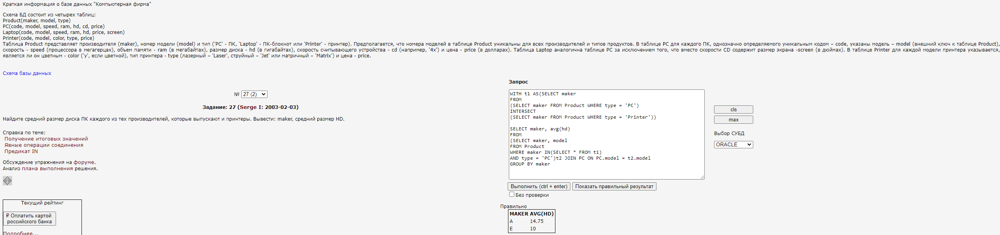 Краткая информация о базе данных "Компьютерная фирма"
Схема БД состоит из четырех таблиц:
Product(maker, model, type)
PC(code, model, speed, ram, hd, cd, price)
Laptop(code, model, speed, ram, hd, price, screen)
Printer(code, model, color, type, price)
Таблица Product представляет производителя (maker), номер модели (model) и тип ('PC' - ПК, 'Laptop' - ПК-блокнот или 'Printer' - принтер). Предполагается, что номера моделей в таблице Product уникальны для всех производителей и типов продуктов. В таблице PC для каждого ПК, однозначно определяемого уникальным кодом – code, указаны модель – model (внешний ключ к таблице Product),
скорость - speed (процессора в мегагерцах), объем памяти - ram (в мегабайтах), размер диска - hd (в гигабайтах), скорость считывающего устройства - cd (например, '4x') и цена - price (в долларах). Таблица Laptop аналогична таблице РС за исключением того, что вместо скорости CD содержит размер экрана -screen (в дюймах). В таблице Printer для каждой модели принтера указывается,
является ли он цветным - color ('y', если цветной), тип принтера - type (лазерный – 'Laser', струйный – 'Jet' или матричный – 'Matrix') и цена - price.
Схема базы данных
№ 27 (2)
Задание: 27 (Serge I: 2003-02-03)
Найдите средний размер диска ПК каждого из тех производителей, которые выпускают и принтеры. Вывести: maker, средний размер HD.
Справка по теме:
Получение итоговых значений
Явные операции соединения
Предикат IN
Обсуждение упражнения на форуме.
Анализ плана выполнения решения.
i
Текущий рейтинг
₽ Оплатить картой
российского банка
Подробнее...
Запрос
WITH t1 AS(SELECT maker
FROM
(SELECT maker FROM Product WHERE type = 'PC')
INTERSECT
(SELECT maker FROM Product WHERE type = 'Printer'))
SELECT maker, avg(hd)
FROM
(SELECT maker, model
FROM Product
WHERE maker IN(SELECT * FROM t1)
AND type = 'PC')t2 JOIN PC ON PC.model = t2.model
GROUP BY maker
cls
max
Выбор СУБД
ORACLE
Выполнить (ctrl + enter) Показать правильный результат
Без проверки
Правильно
MAKER AVG(HD)
A 14.75
E 10